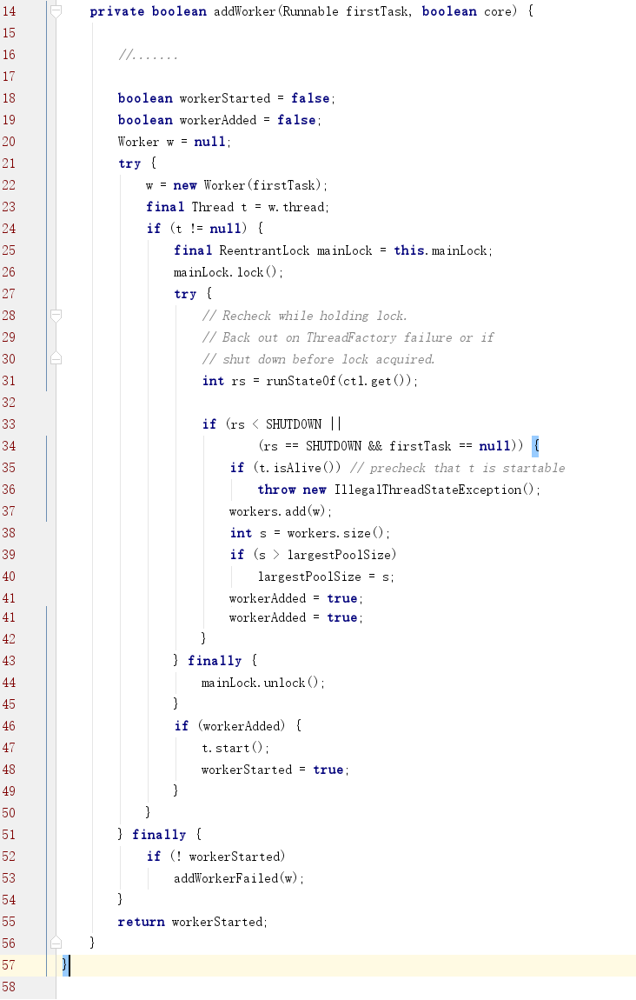 14 private boolean addWorker(Runnable firstTask, boolean core) {
15
16 //.......
17
18 boolean workerStarted = false;
19 boolean workerAdded = false;
20 Worker w = null;
21 try {
22 w = new Worker(firstTask);
23 final Thread t = w.thread;
24 if (t != null) {
25 final ReentrantLock mainLock = this.mainLock;
26 mainLock.lock();
27 try {
28 // Recheck while holding lock.
29 // Back out on ThreadFactory failure or if
30 // shut down before lock acquired.
31 int rs = runStateOf(ctl.get());
32
33 if (rs < SHUTDOWN ||
34 (rs == SHUTDOWN && firstTask == null)) {
35 if (t.isAlive()) // precheck that t is startable
36 throw new IllegalThreadStateException();
37 workers.add(w);
38 int s = workers.size();
39 if (s > largestPoolSize)
40 largestPoolSize = s;
41 workerAdded = true;
41 workerAdded = true;
42 }
43 } finally {
44 mainLock.unlock();
45 }
46 if (workerAdded) {
47 t.start();
48 workerStarted = true;
49 }
50 }
51 } finally {
52 if (! workerStarted)
53 addWorkerFailed(w);
54 }
55 return workerStarted;
56 }
57 }
58